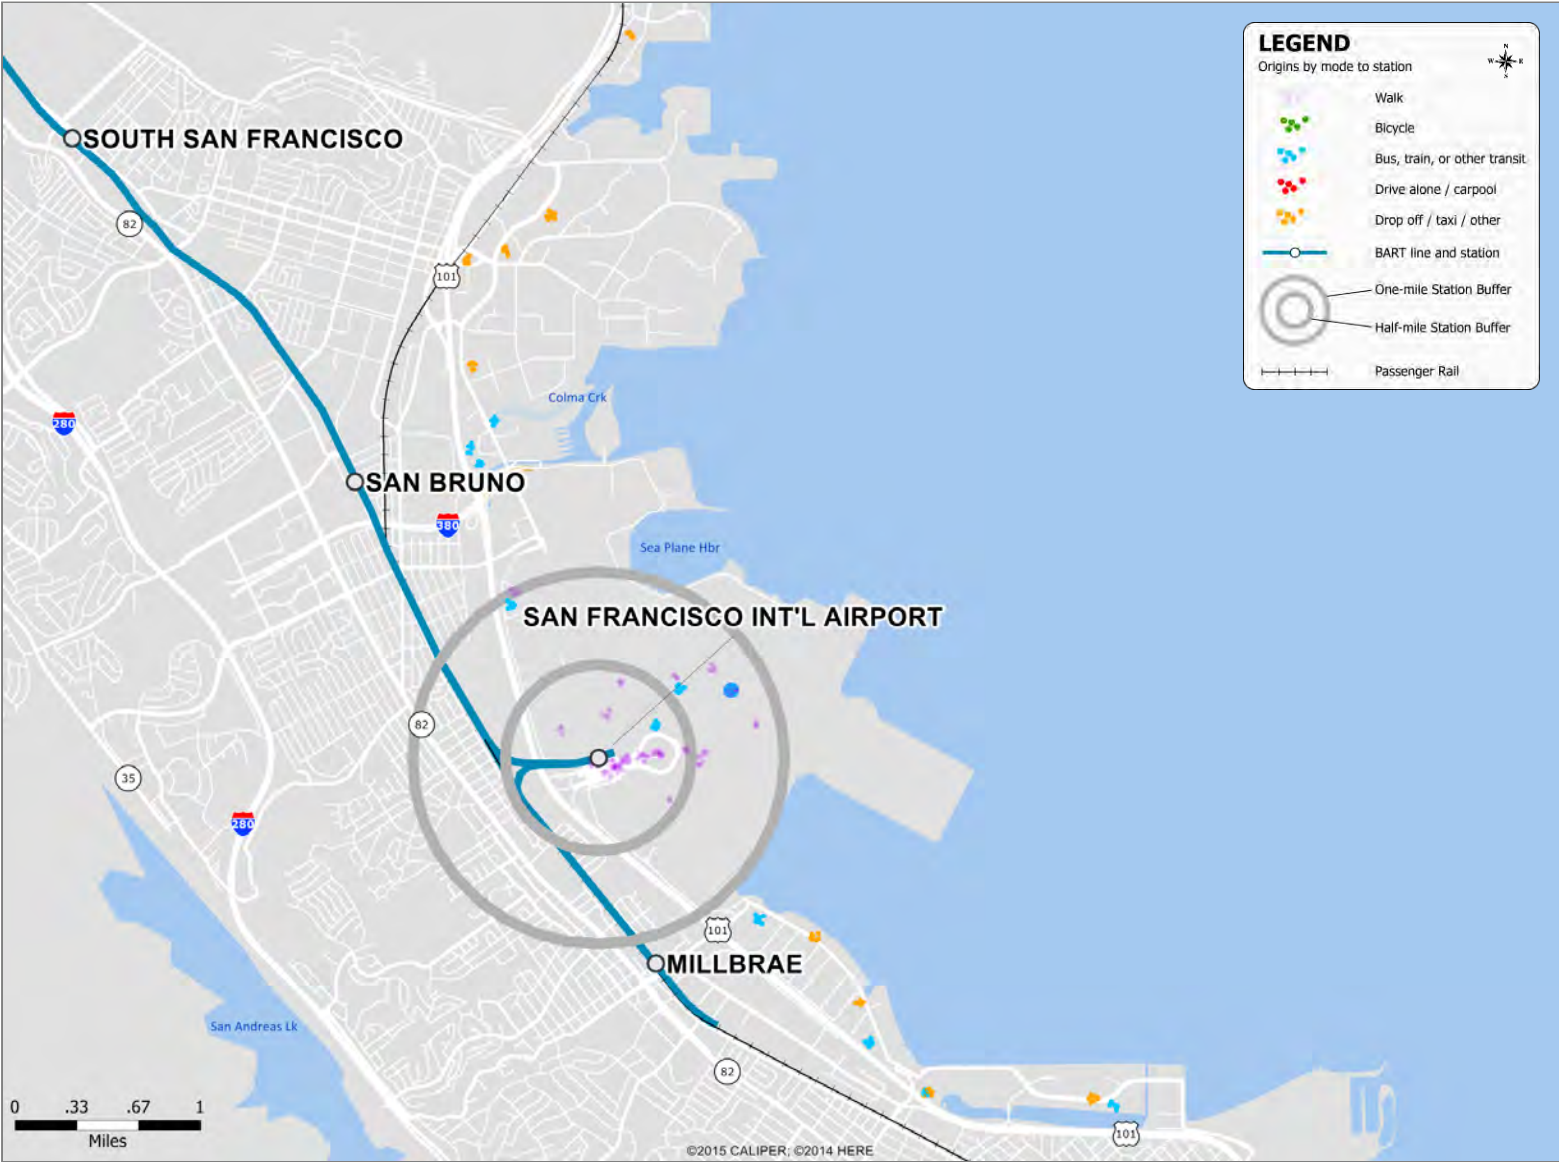 LEGEND
Origins by mode to station
N
W
E
S
Walk
Bicycle
Bus, train, or other transit
Drive alone / carpool
Drop off / taxi / other
BART line and station
One-mile Station Buffer
Half-mile Station Buffer
Passenger Rail
SOUTH SAN FRANCISCO
82
101
280
Colma Crk
SAN BRUNO
380
Sea Plane Hbr
SAN FRANCISCO INT'L AIRPORT
82
35
280
101
MILLBRAE
San Andreas Lk
82
101
0 .33 .67 1
Miles
©2015 CALIPER; ©2014 HERE